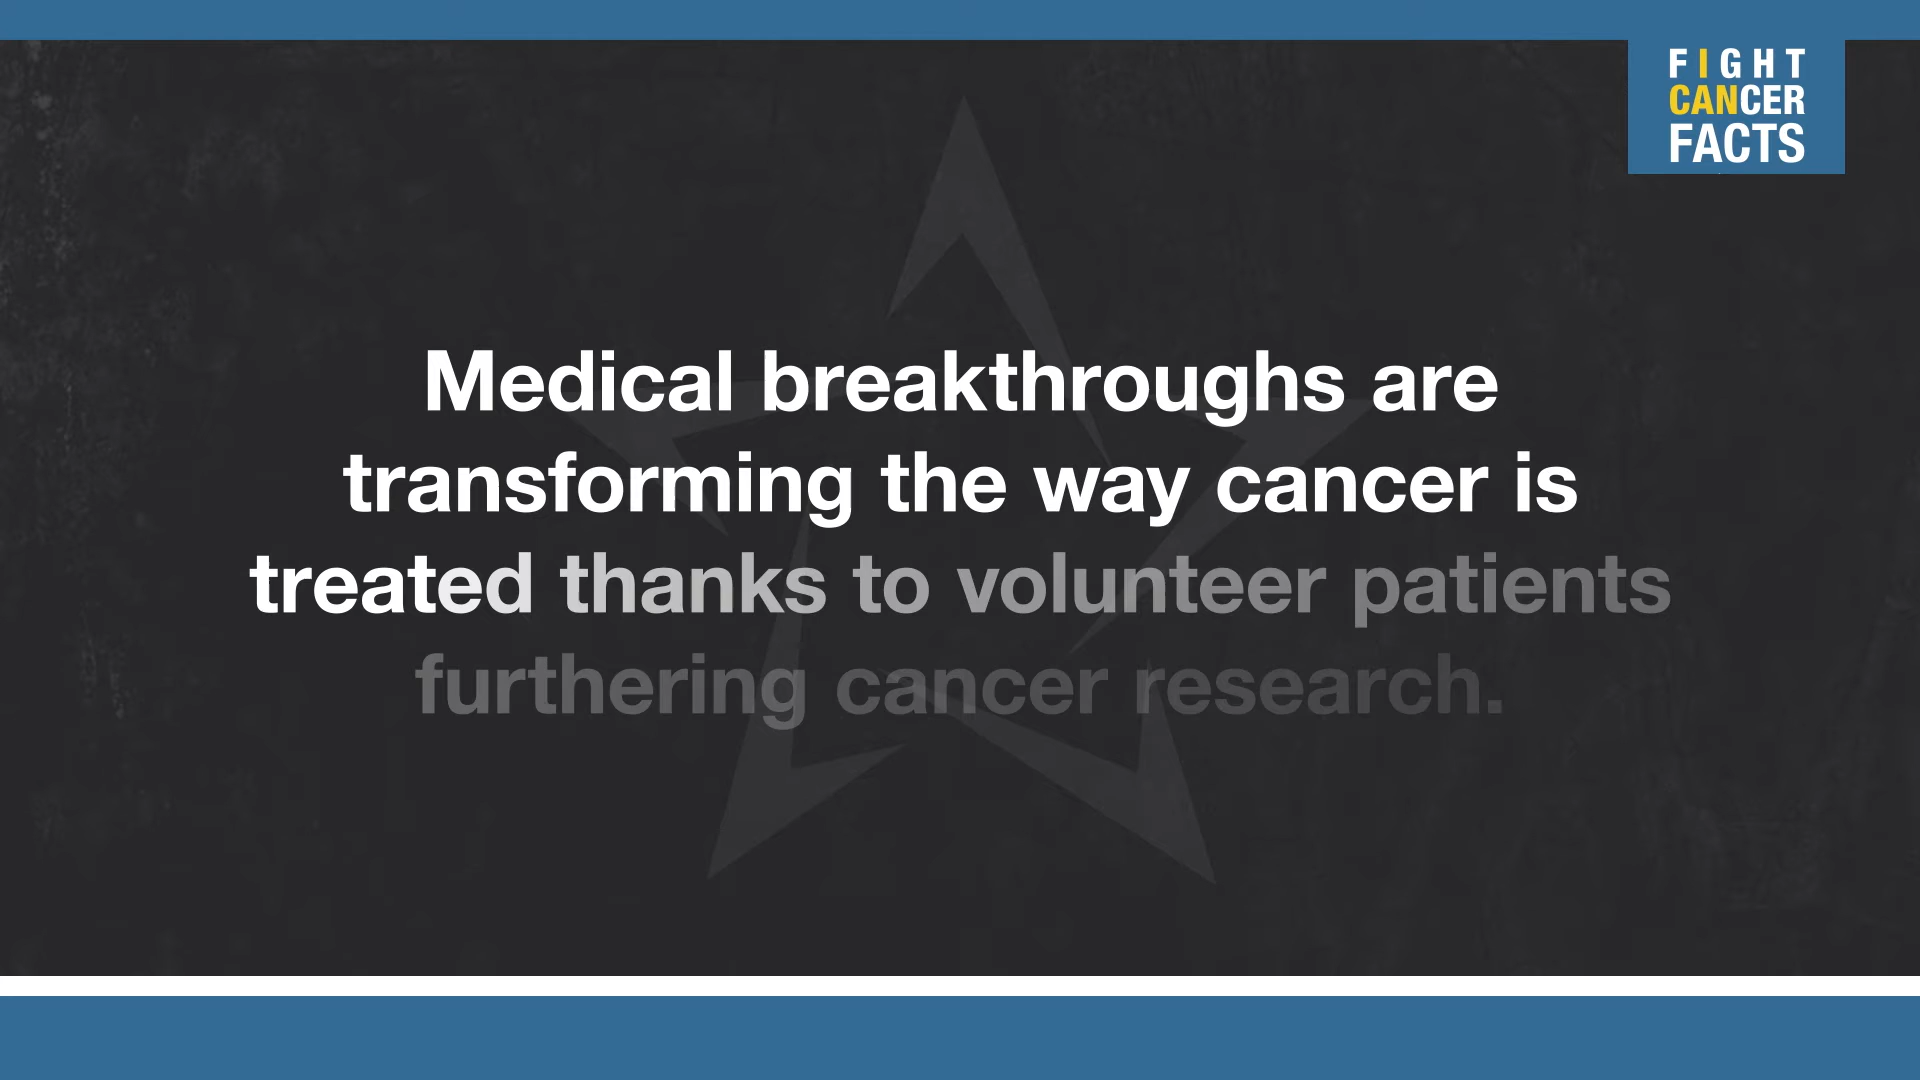 FIGHT
CANCER
FACTS
Medical breakthroughs are
transforming the way cancer is
treated thanks to volunteer patients
furthering cancer research.